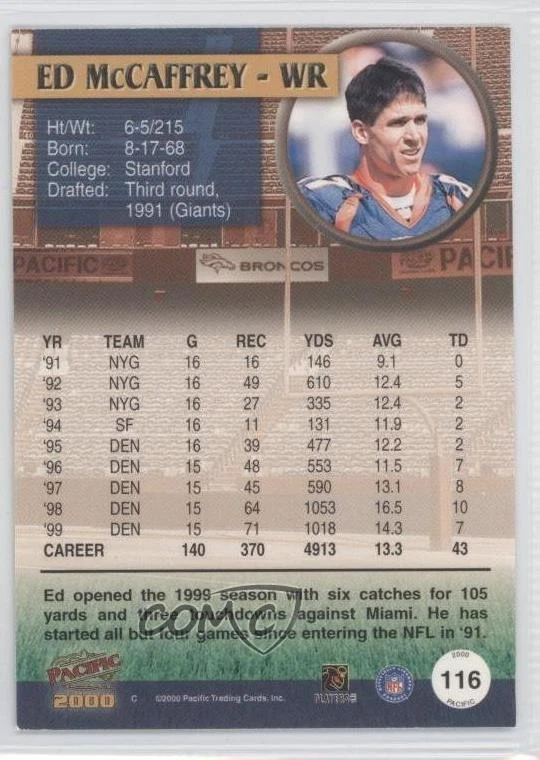 ED McCAFFREY - WR
Ht/Wt: 6-5/215
Born: 8-17-68
College: Stanford
Drafted: Third round,
1991 (Giants)
PACIFIC
BRONCOS
PACIFIC
YR TEAM G REC YDS AVG TD
'91 NYG 16 16 146 9.1 0
'92 NYG 16 49 610 12.4 5
'93 NYG 16 27 335 12.4 2
'94 SF 16 11 131 11.9 2
'95 DEN 16 39 477 12.2 2
'96 DEN 15 48 553 11.5 7
'97 DEN 15 45 590 13.1 8
'98 DEN 15 64 1053 16.5 10
'99 DEN 15 71 1018 14.3 7
CAREER 140 370 4913 13.3 43
Ed opened the 1999 season with six catches for 105
yards and three touchdowns against Miami. He has
started all but four games since entering the NFL in '91.
COMC
PACIFIC
2000
C ©2000 Pacific Trading Cards, Inc.
PLAYERS
NFL
2000
116
PACIFIC